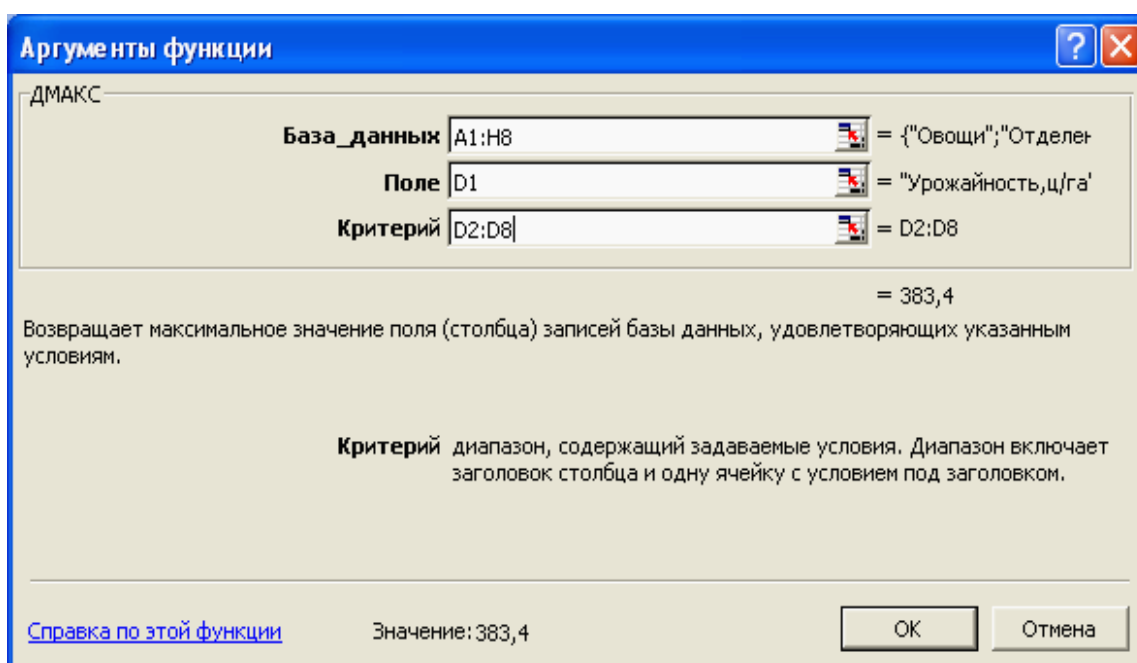 Аргументы функции
ДМАКС
База_данных A1:H8 = {"Овощи";"Отделен
Поле D1 = "Урожайность,ц/га"
Критерий D2:D8 = D2:D8
= 383,4
Возвращает максимальное значение поля (столбца) записей базы данных, удовлетворяющих указанным
условиям.
Критерий диапазон, содержащий задаваемые условия. Диапазон включает
заголовок столбца и одну ячейку с условием под заголовком.
Справка по этой функции Значение: 383,4 OK Отмена